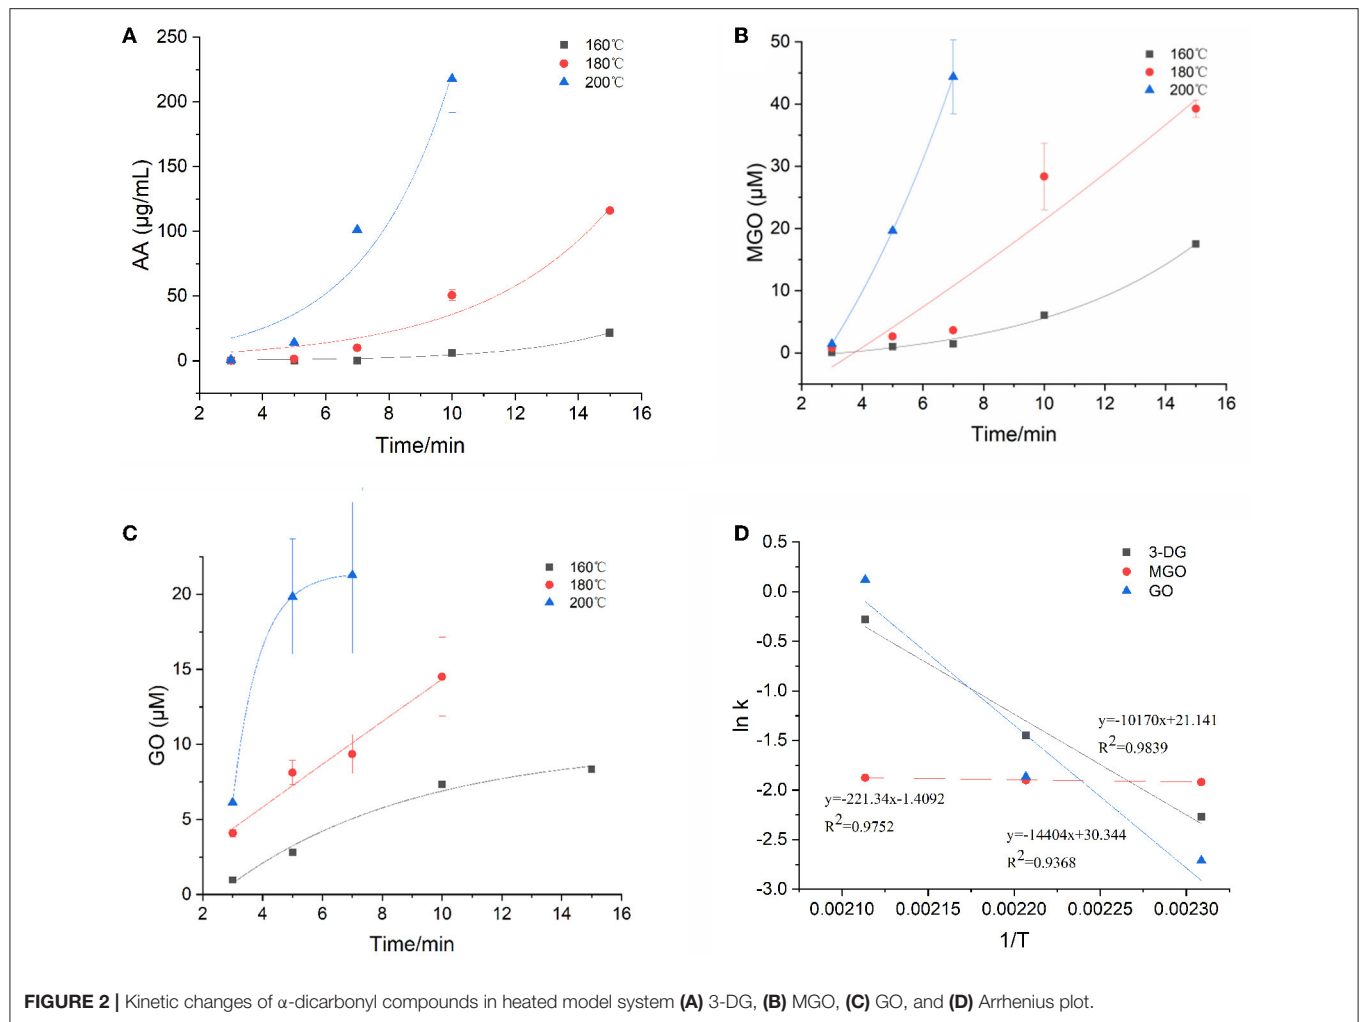 A
250
200
150
100
50
0
AA (µg/mL)
2 4 6 8 10 12 14 16
Time/min
160℃
180℃
200℃
B
50
40
30
20
10
0
MGO (µM)
2 4 6 8 10 12 14 16
Time/min
160℃
180℃
200℃
C
20
15
10
5
0
GO (µM)
2 4 6 8 10 12 14 16
Time/min
160℃
180℃
200℃
D
0.5
0.0
-0.5
-1.0
-1.5
-2.0
-2.5
-3.0
ln k
0.00210 0.00215 0.00220 0.00225 0.00230
1/T
3-DG
MGO
GO
y=-10170x+21.141
R²=0.9839
y=-221.34x-1.4092
R²=0.9752
y=-14404x+30.344
R²=0.9368
FIGURE 2 | Kinetic changes of α-dicarbonyl compounds in heated model system (A) 3-DG, (B) MGO, (C) GO, and (D) Arrhenius plot.